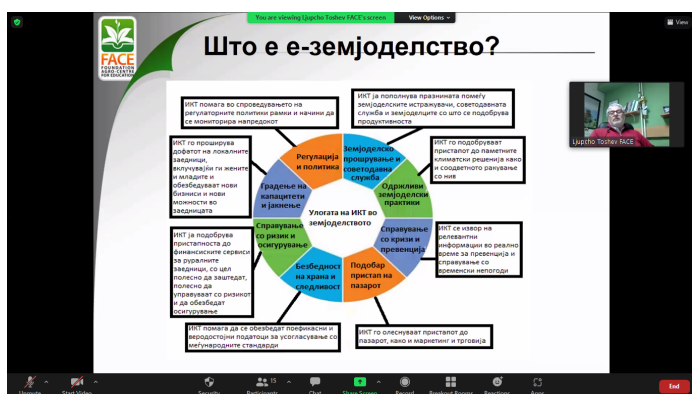 You are viewing Ljupcho Toshev FACE's screen
View Options
View
FACE
FOUNDATION
AGRO-CENTRE
FOR EDUCATION
Што е е-земјоделство?
ИКТ помага во спроведувањето на
регулаторните политики рамки и начини да
се мониторира напредокот
ИКТ ја пополнува празнината помеѓу
земјоделските истражувачи, советодавната
служба и земјоделците со што се подобрува
продуктивноста
ИКТ го проширува
дофатот на локалните
заедници,
вклучувајќи ги жените
и младите и
обезбедуваат нови
бизниси и нови
можности во
заедницата
ИКТ го подобруваат
пристапот до паметните
климатски решенија како
и соодветното ракување
со нив
Регулација
и политика
Земјоделско
проширување и
советодавна
служба
Градење на
капацитети и
јакнење
Одржливи
земјоделски
практики
Улогата на ИКТ во
земјоделството
Справување
со ризик и
осигурување
Справување
со кризи и
превенција
Безбедност
на храна и
следливост
Подобар
пристап на
пазарот
ИКТ ја подобрува
пристапноста до
финансиските сервиси
за руралните
заедници, со цел
полесно да заштедат,
полесно да
управуваат со ризикот
и да обезбедат
осигурување
ИКТ се извор на
релевантни
информации во реално
време за превенција и
справување со
временски непогоди
ИКТ помага да се обезбедат поефикасни и
веродостојни податоци за усогласување со
меѓународните стандарди
ИКТ го олеснуваат пристапот до
пазарот, како и маркетинг и трговија
Ljupcho Toshev FACE
15
Unmute
Start Video
Security
Participants
Chat
Share Screen
Record
Breakout Rooms
Reactions
Apps
End